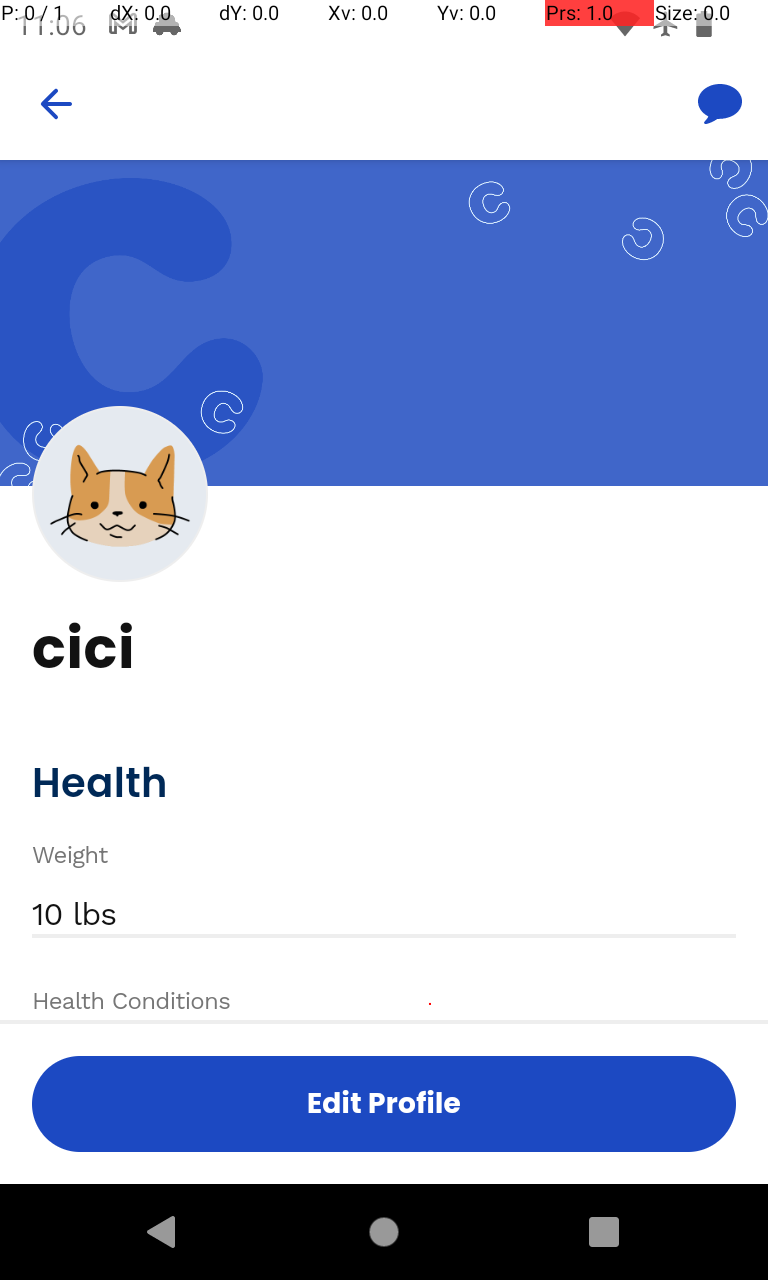 P: 0 / 1 dX: 0.0 dY: 0.0 Xv: 0.0 Yv: 0.0 Prs: 1.0 Size: 0.0
11:06
cici
Health
Weight
10 lbs
Health Conditions
Edit Profile